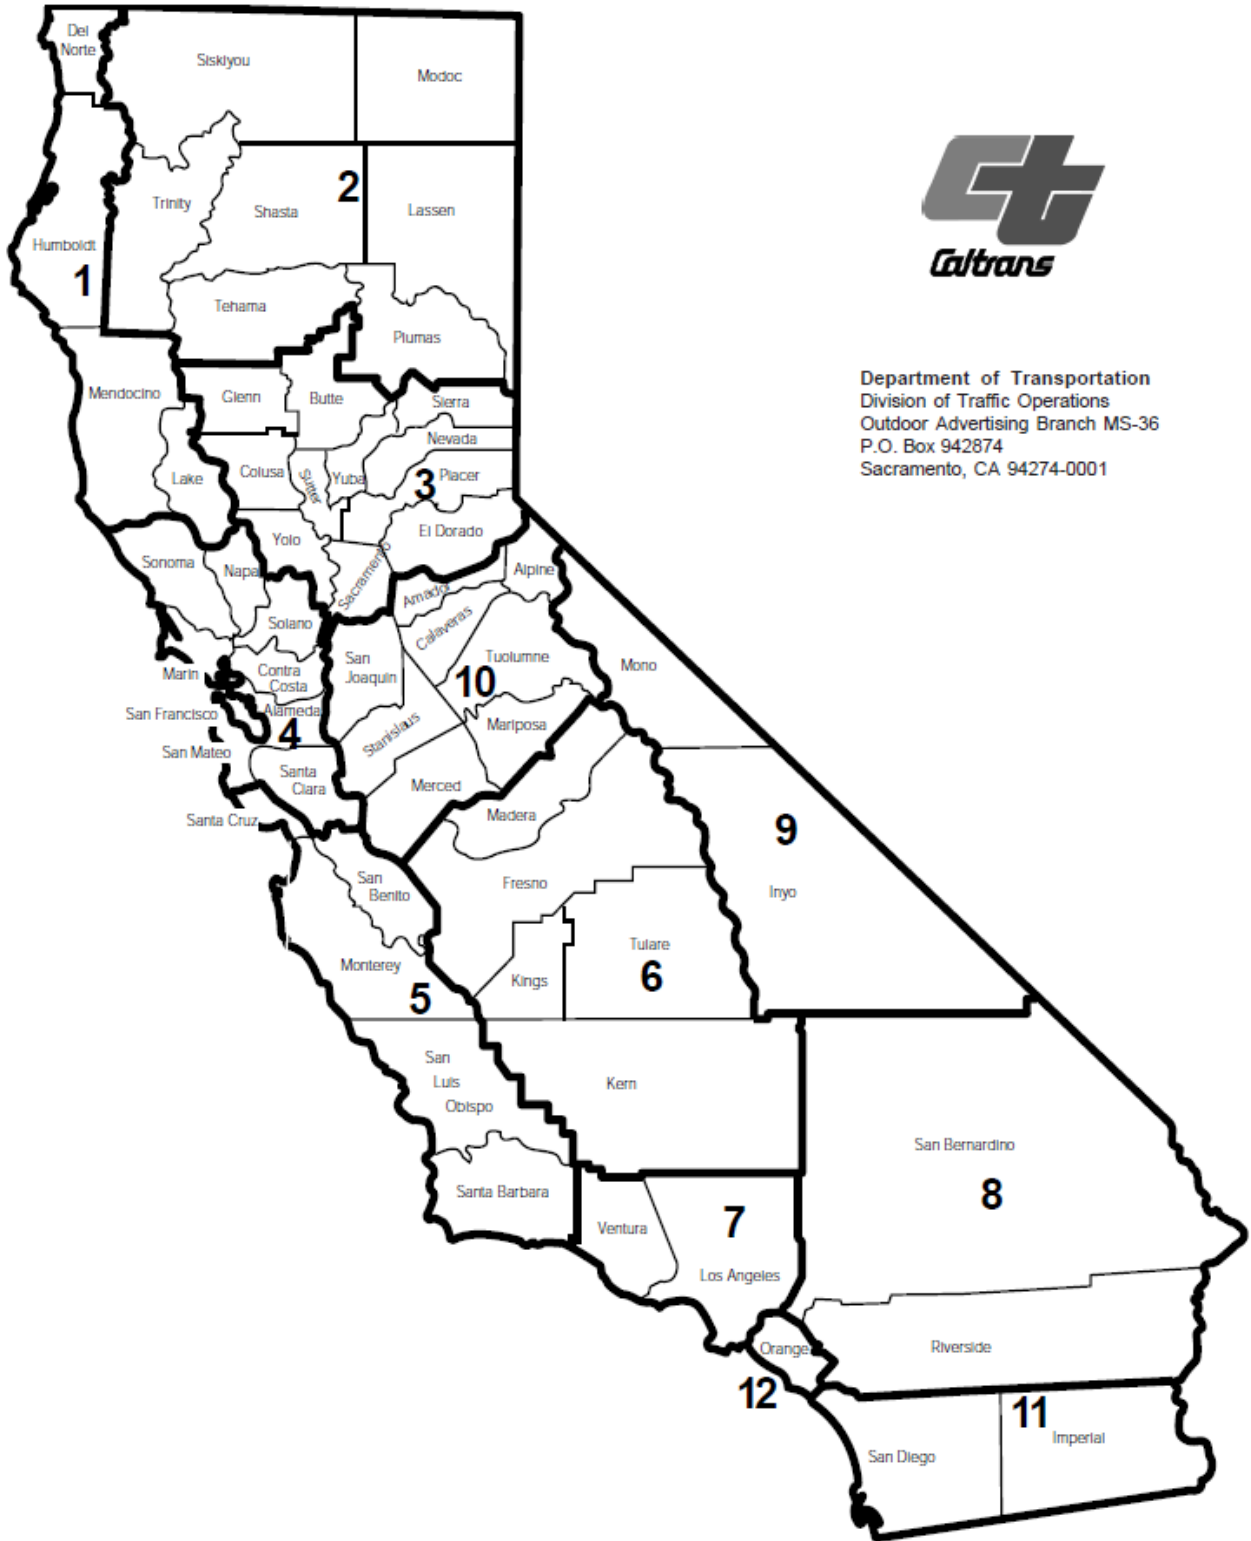 Del
Norte
Siskiyou
Modoc
Trinity
Shasta
2
Lassen
Humboldt
1
Tehama
Plumas
Mendocino
Glenn
Butte
Sierra
Nevada
Lake
Colusa
Sutter
Yuba
3
Placer
El Dorado
Sonoma
Napa
Yolo
Sacramento
Amador
Alpine
Solano
Calaveras
Marin
Contra
Costa
San
Joaquin
10
Tuolumne
Mono
San Francisco
Alameda
4
Stanislaus
Mariposa
San Mateo
Santa
Clara
Merced
Madera
Santa Cruz
9
San
Benito
Fresno
Inyo
Monterey
5
Kings
Tulare
6
San
Luis
Obispo
Kern
San Bernardino
8
Santa Barbara
Ventura
7
Los Angeles
Orange
12
Riverside
11
San Diego
Imperial
Caltrans
Department of Transportation
Division of Traffic Operations
Outdoor Advertising Branch MS-36
P.O. Box 942874
Sacramento, CA 94274-0001